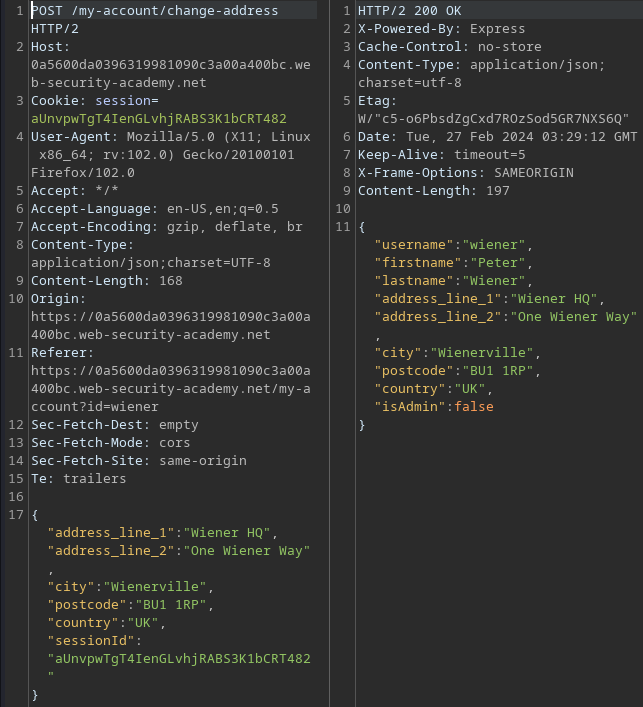 1 POST /my-account/change-address
HTTP/2
2 Host:
0a5600da0396319981090c3a00a400bc.we
b-security-academy.net
3 Cookie: session=
aUnvpwTgT4IenGLvhjRABS3K1bCRT482
4 User-Agent: Mozilla/5.0 (X11; Linux
x86_64; rv:102.0) Gecko/20100101
Firefox/102.0
5 Accept: */*
6 Accept-Language: en-US,en;q=0.5
7 Accept-Encoding: gzip, deflate, br
8 Content-Type:
application/json;charset=UTF-8
9 Content-Length: 168
10 Origin:
https://0a5600da0396319981090c3a00a
400bc.web-security-academy.net
11 Referer:
https://0a5600da0396319981090c3a00a
400bc.web-security-academy.net/my-a
ccount?id=wiener
12 Sec-Fetch-Dest: empty
13 Sec-Fetch-Mode: cors
14 Sec-Fetch-Site: same-origin
15 Te: trailers
16
17 {
"address_line_1":"Wiener HQ",
"address_line_2":"One Wiener Way"
,
"city":"Wienerville",
"postcode":"BU1 1RP",
"country":"UK",
"sessionId":
"aUnvpwTgT4IenGLvhjRABS3K1bCRT482
"
}
1 HTTP/2 200 OK
2 X-Powered-By: Express
3 Cache-Control: no-store
4 Content-Type: application/json;
charset=utf-8
5 Etag:
W/"c5-o6PbsdZgCxd7ROzSod5GR7NXS6Q"
6 Date: Tue, 27 Feb 2024 03:29:12 GMT
7 Keep-Alive: timeout=5
8 X-Frame-Options: SAMEORIGIN
9 Content-Length: 197
10
11 {
"username":"wiener",
"firstname":"Peter",
"lastname":"Wiener",
"address_line_1":"Wiener HQ",
"address_line_2":"One Wiener Way"
,
"city":"Wienerville",
"postcode":"BU1 1RP",
"country":"UK",
"isAdmin":false
}